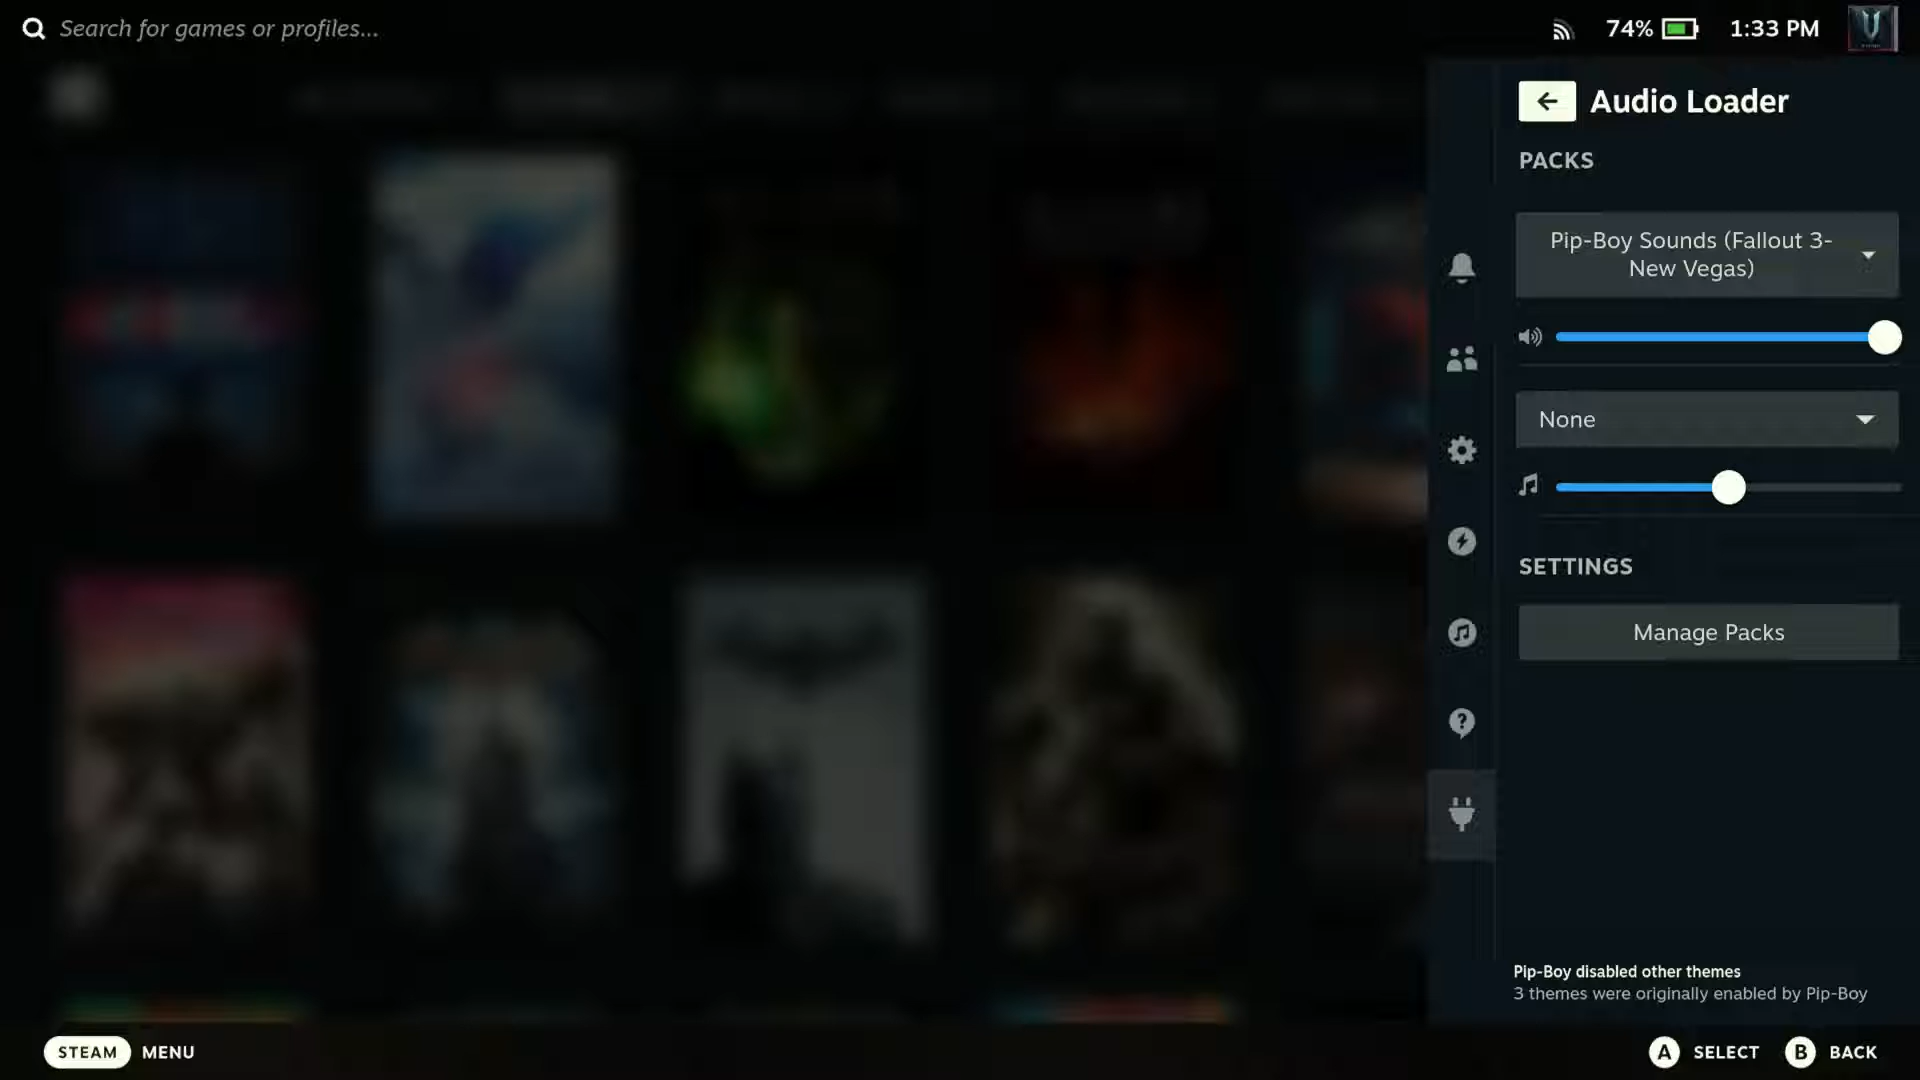 Search for games or profiles...
74%
1:33 PM
Audio Loader
PACKS
Pip-Boy Sounds (Fallout 3-
New Vegas)
None
SETTINGS
Manage Packs
Pip-Boy disabled other themes
3 themes were originally enabled by Pip-Boy
STEAM MENU
A SELECT B BACK